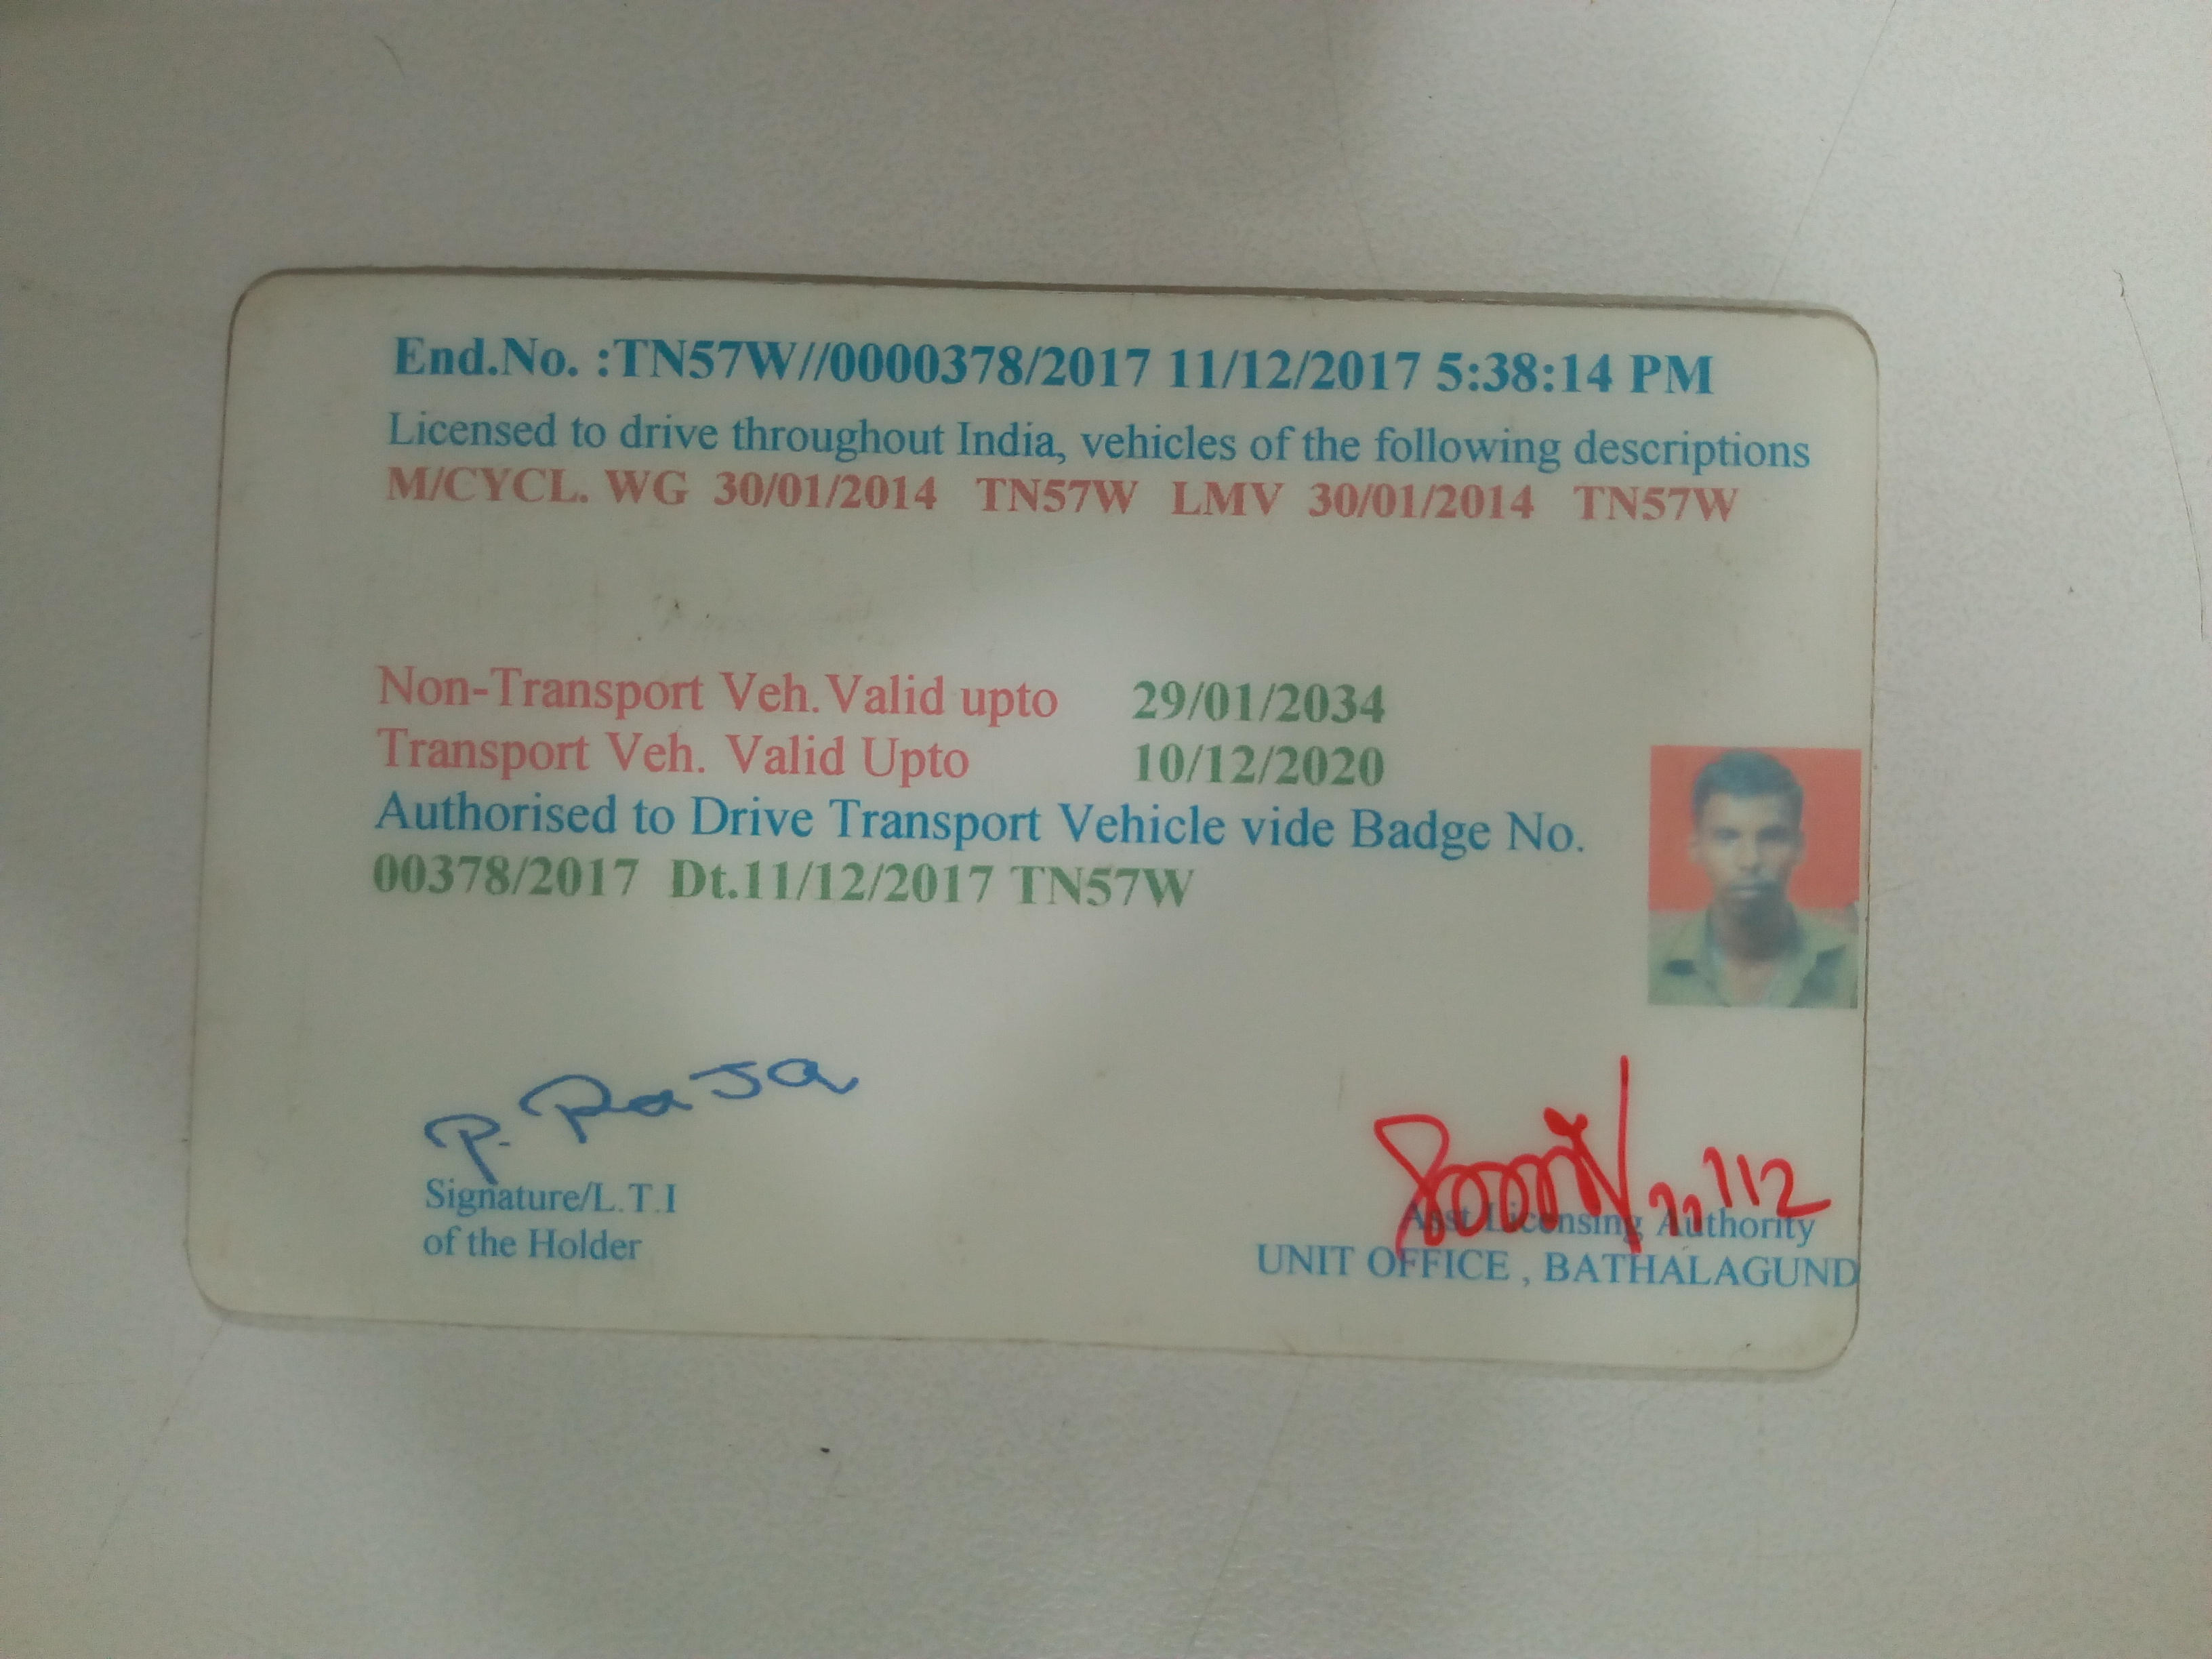 End.No. :TN57W//0000378/2017 11/12/2017 5:38:14 PM
Licensed to drive throughout India, vehicles of the following descriptions
M/CYCL. WG 30/01/2014 TN57W LMV 30/01/2014 TN57W
Non-Transport Veh.Valid upto 29/01/2034
Transport Veh. Valid Upto 10/12/2020
Authorised to Drive Transport Vehicle vide Badge No.
00378/2017 Dt.11/12/2017 TN57W
P. Raja
Signature/L.T.I
of the Holder
Asst Licensing Authority
UNIT OFFICE , BATHALAGUND